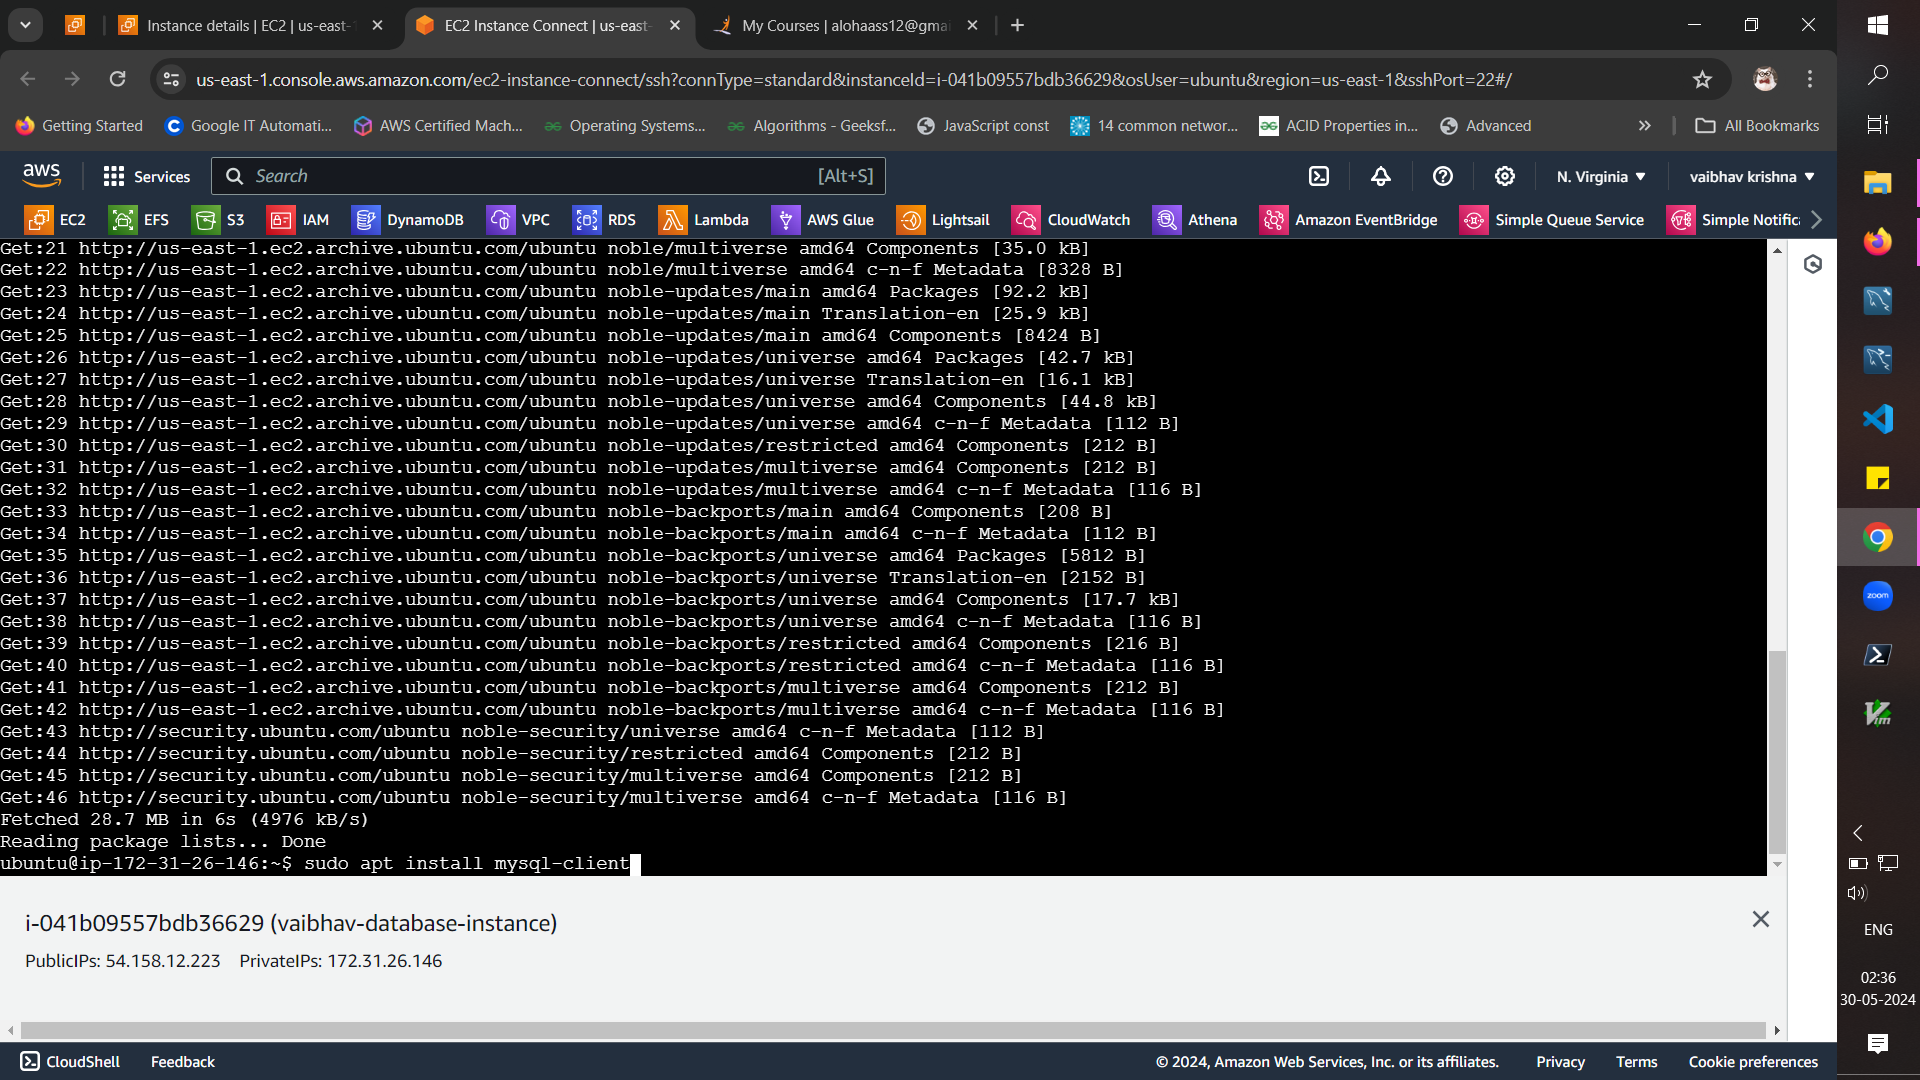 Instance details | EC2 | us-east-1
EC2 Instance Connect | us-east-
My Courses | alohaass12@gma
us-east-1.console.aws.amazon.com/ec2-instance-connect/ssh?connType=standard&instanceId=i-041b09557bdb36629&osUser=ubuntu&region=us-east-1&sshPort=22#/
Getting Started
Google IT Automati...
AWS Certified Mach...
Operating Systems...
Algorithms - Geeksf...
JavaScript const
14 common networ...
ACID Properties in...
Advanced
All Bookmarks
aws
Services
Search
[Alt+S]
N. Virginia
vaibhav krishna
EC2
EFS
S3
IAM
DynamoDB
VPC
RDS
Lambda
AWS Glue
Lightsail
CloudWatch
Athena
Amazon EventBridge
Simple Queue Service
Simple Notifica
Get:21 http://us-east-1.ec2.archive.ubuntu.com/ubuntu noble/multiverse amd64 Components [35.0 kB]
Get:22 http://us-east-1.ec2.archive.ubuntu.com/ubuntu noble/multiverse amd64 c-n-f Metadata [8328 B]
Get:23 http://us-east-1.ec2.archive.ubuntu.com/ubuntu noble-updates/main amd64 Packages [92.2 kB]
Get:24 http://us-east-1.ec2.archive.ubuntu.com/ubuntu noble-updates/main Translation-en [25.9 kB]
Get:25 http://us-east-1.ec2.archive.ubuntu.com/ubuntu noble-updates/main amd64 Components [8424 B]
Get:26 http://us-east-1.ec2.archive.ubuntu.com/ubuntu noble-updates/universe amd64 Packages [42.7 kB]
Get:27 http://us-east-1.ec2.archive.ubuntu.com/ubuntu noble-updates/universe Translation-en [16.1 kB]
Get:28 http://us-east-1.ec2.archive.ubuntu.com/ubuntu noble-updates/universe amd64 Components [44.8 kB]
Get:29 http://us-east-1.ec2.archive.ubuntu.com/ubuntu noble-updates/universe amd64 c-n-f Metadata [112 B]
Get:30 http://us-east-1.ec2.archive.ubuntu.com/ubuntu noble-updates/restricted amd64 Components [212 B]
Get:31 http://us-east-1.ec2.archive.ubuntu.com/ubuntu noble-updates/multiverse amd64 Components [212 B]
Get:32 http://us-east-1.ec2.archive.ubuntu.com/ubuntu noble-updates/multiverse amd64 c-n-f Metadata [116 B]
Get:33 http://us-east-1.ec2.archive.ubuntu.com/ubuntu noble-backports/main amd64 Components [208 B]
Get:34 http://us-east-1.ec2.archive.ubuntu.com/ubuntu noble-backports/main amd64 c-n-f Metadata [112 B]
Get:35 http://us-east-1.ec2.archive.ubuntu.com/ubuntu noble-backports/universe amd64 Packages [5812 B]
Get:36 http://us-east-1.ec2.archive.ubuntu.com/ubuntu noble-backports/universe Translation-en [2152 B]
Get:37 http://us-east-1.ec2.archive.ubuntu.com/ubuntu noble-backports/universe amd64 Components [17.7 kB]
Get:38 http://us-east-1.ec2.archive.ubuntu.com/ubuntu noble-backports/universe amd64 c-n-f Metadata [116 B]
Get:39 http://us-east-1.ec2.archive.ubuntu.com/ubuntu noble-backports/restricted amd64 Components [216 B]
Get:40 http://us-east-1.ec2.archive.ubuntu.com/ubuntu noble-backports/restricted amd64 c-n-f Metadata [116 B]
Get:41 http://us-east-1.ec2.archive.ubuntu.com/ubuntu noble-backports/multiverse amd64 Components [212 B]
Get:42 http://us-east-1.ec2.archive.ubuntu.com/ubuntu noble-backports/multiverse amd64 c-n-f Metadata [116 B]
Get:43 http://security.ubuntu.com/ubuntu noble-security/universe amd64 c-n-f Metadata [112 B]
Get:44 http://security.ubuntu.com/ubuntu noble-security/restricted amd64 Components [212 B]
Get:45 http://security.ubuntu.com/ubuntu noble-security/multiverse amd64 Components [212 B]
Get:46 http://security.ubuntu.com/ubuntu noble-security/multiverse amd64 c-n-f Metadata [116 B]
Fetched 28.7 MB in 6s (4976 kB/s)
Reading package lists... Done
ubuntu@ip-172-31-26-146:~$ sudo apt install mysql-client
i-041b09557bdb36629 (vaibhav-database-instance)
PublicIPs: 54.158.12.223 PrivateIPs: 172.31.26.146
CloudShell
Feedback
© 2024, Amazon Web Services, Inc. or its affiliates.
Privacy
Terms
Cookie preferences
zoom
Vim
ENG
02:36
30-05-2024